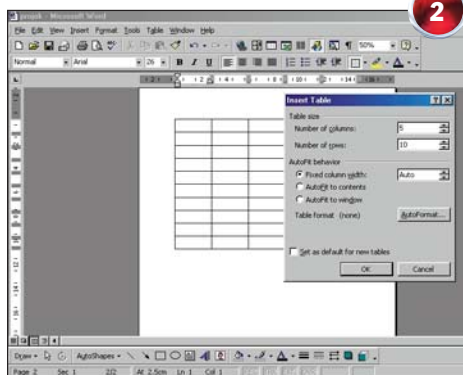 2
projek - Microsoft Word
File Edit View Insert Format Tools Table Window Help
50%
Normal Arial 26 B I U
Insert Table
Table size
Number of columns: 5
Number of rows: 10
AutoFit behavior
Fixed column width: Auto
AutoFit to contents
AutoFit to window
Table format (none) AutoFormat...
Set as default for new tables
OK Cancel
Draw AutoShapes
Page 2 Sec 1 2/2 At 2.5cm Ln 1 Col 1